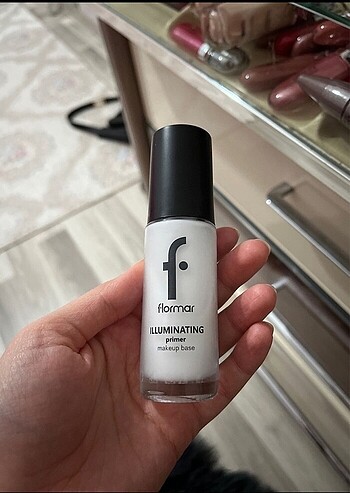 f
flormar
ILLUMINATING
primer
makeup base